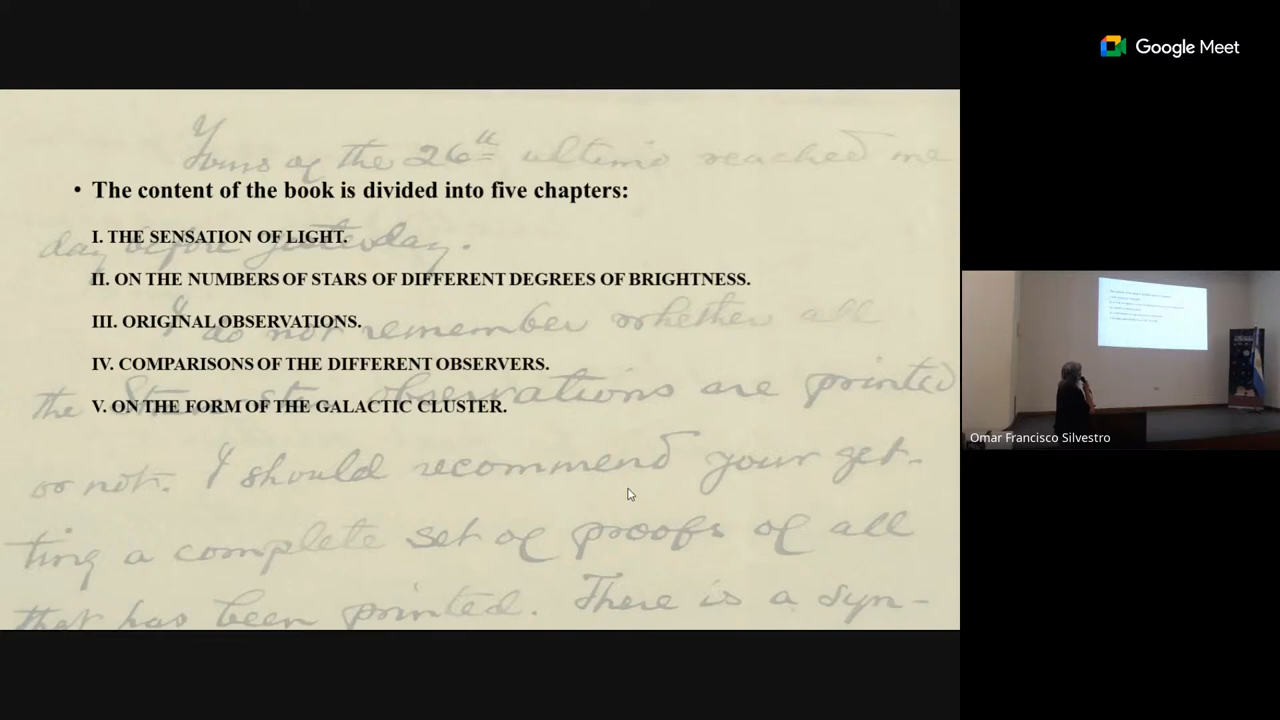 Google Meet
Yours of the 26th ultimo reached me
• The content of the book is divided into five chapters:
I. THE SENSATION OF LIGHT.
day before yesterday.
II. ON THE NUMBERS OF STARS OF DIFFERENT DEGREES OF BRIGHTNESS.
III. ORIGINAL OBSERVATIONS.
I do not remember whether all
IV. COMPARISONS OF THE DIFFERENT OBSERVERS.
the observations are printed
V. ON THE FORM OF THE GALACTIC CLUSTER.
or not. I should recommend your get-
ting a complete set of proofs of all
that has been printed. There is a syn-
Omar Francisco Silvestro